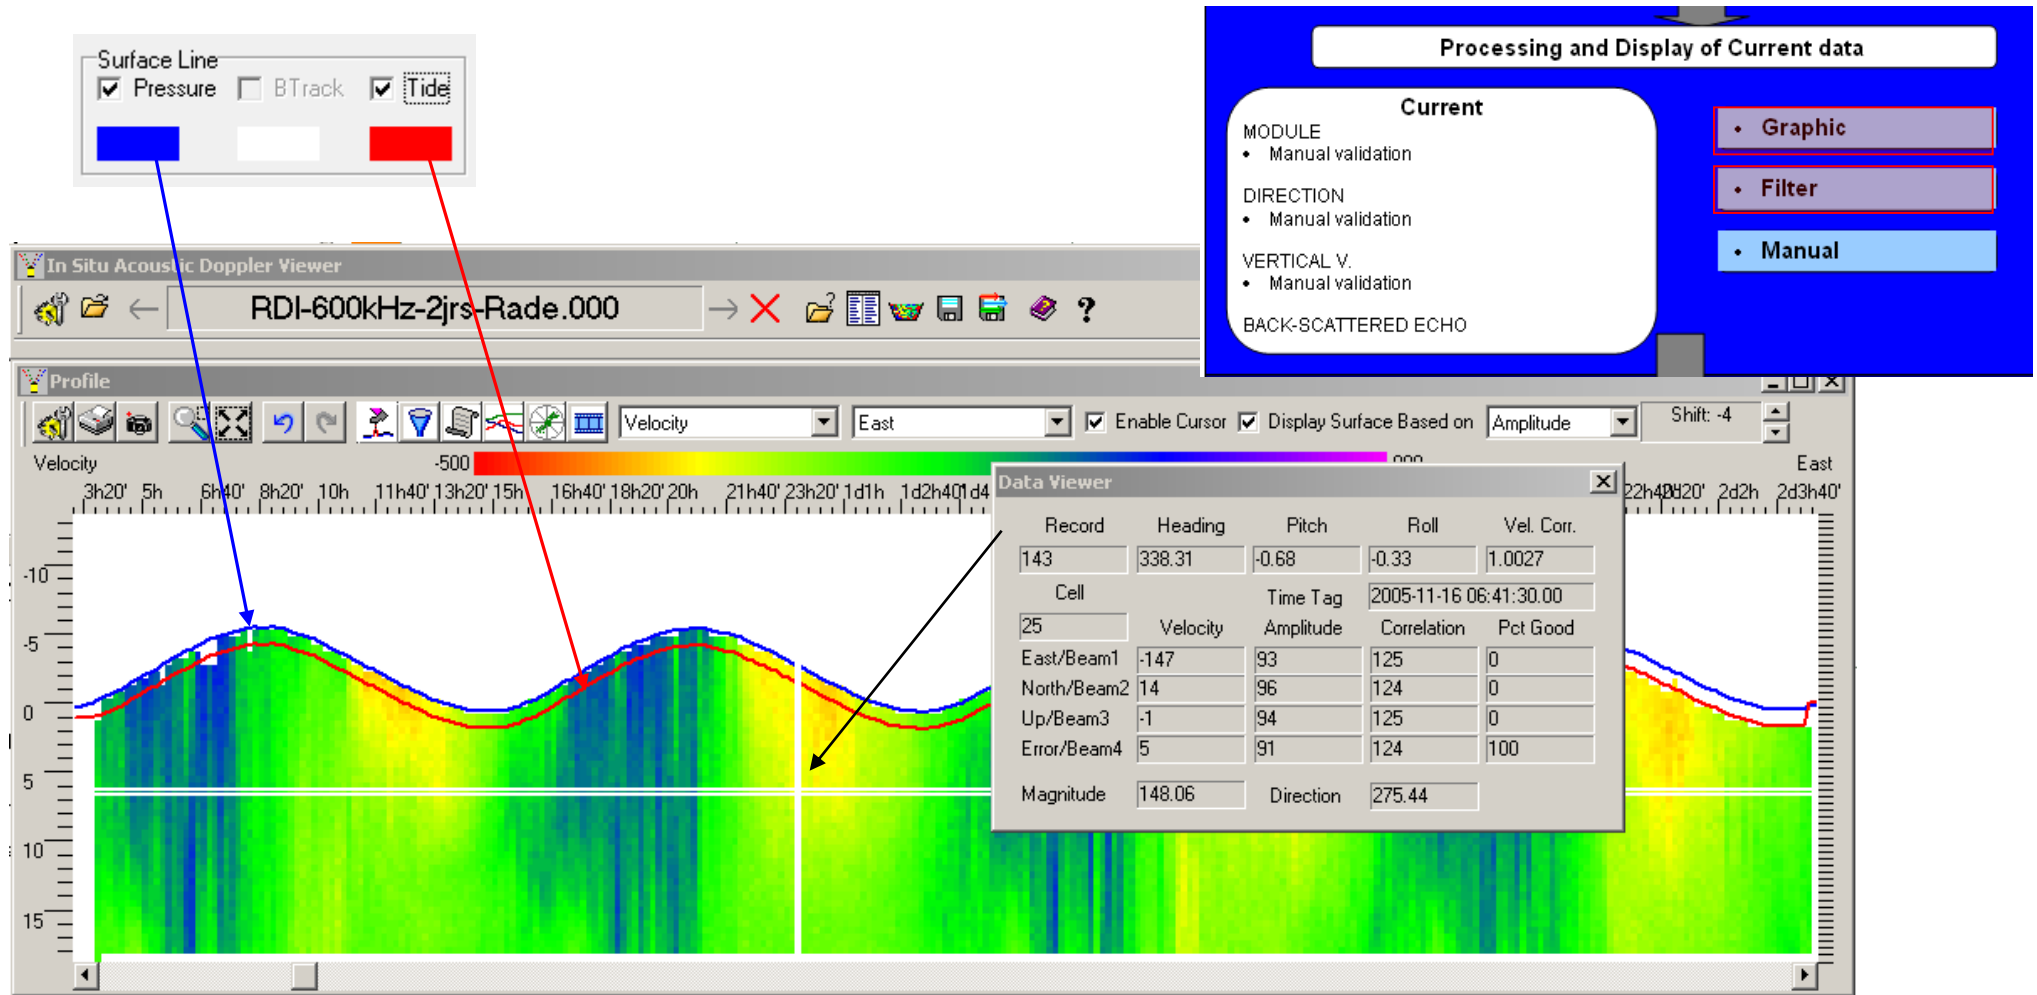 Surface Line
Pressure BTrack Tide
Processing and Display of Current data
Current
MODULE
• Manual validation
DIRECTION
• Manual validation
VERTICAL V.
• Manual validation
BACK-SCATTERED ECHO
• Graphic
• Filter
• Manual
In Situ Acoustic Doppler Viewer
RDI-600kHz-2jrs-Rade.000
?
Profile
Velocity East Enable Cursor Display Surface Based on Amplitude Shift: -4
Velocity -500 East
3h20' 5h 6h40' 8h20' 10h 11h40' 13h20' 15h 16h40' 18h20' 20h 21h40' 23h20' 1d1h 1d2h40 1d4 2d2h 2d3h40'
-10
-5
0
5
10
15
Data Viewer
Record Heading Pitch Roll Vel. Corr.
143 338.31 -0.68 -0.33 1.0027
Cell Time Tag 2005-11-16 06:41:30.00
25 Velocity Amplitude Correlation Pct Good
East/Beam1 -147 93 125 0
North/Beam2 14 96 124 0
Up/Beam3 -1 94 125 0
Error/Beam4 5 91 124 100
Magnitude 148.06 Direction 275.44